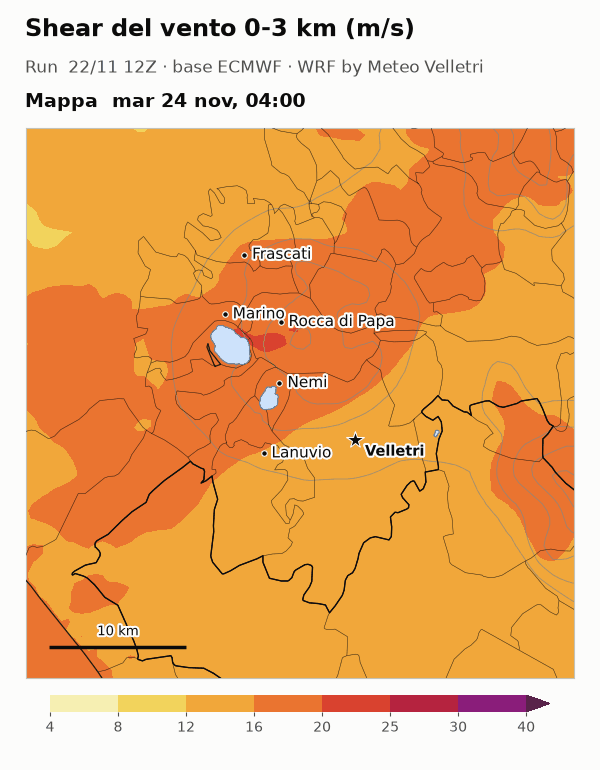 Shear del vento 0-3 km (m/s)
Run  22/11 12Z · base ECMWF · WRF by Meteo Velletri
Mappa  mar 24 nov, 04:00
Frascati
Marino
Rocca di Papa
Nemi
Velletri
Lanuvio
10 km
4 8 12 16 20 25 30 40